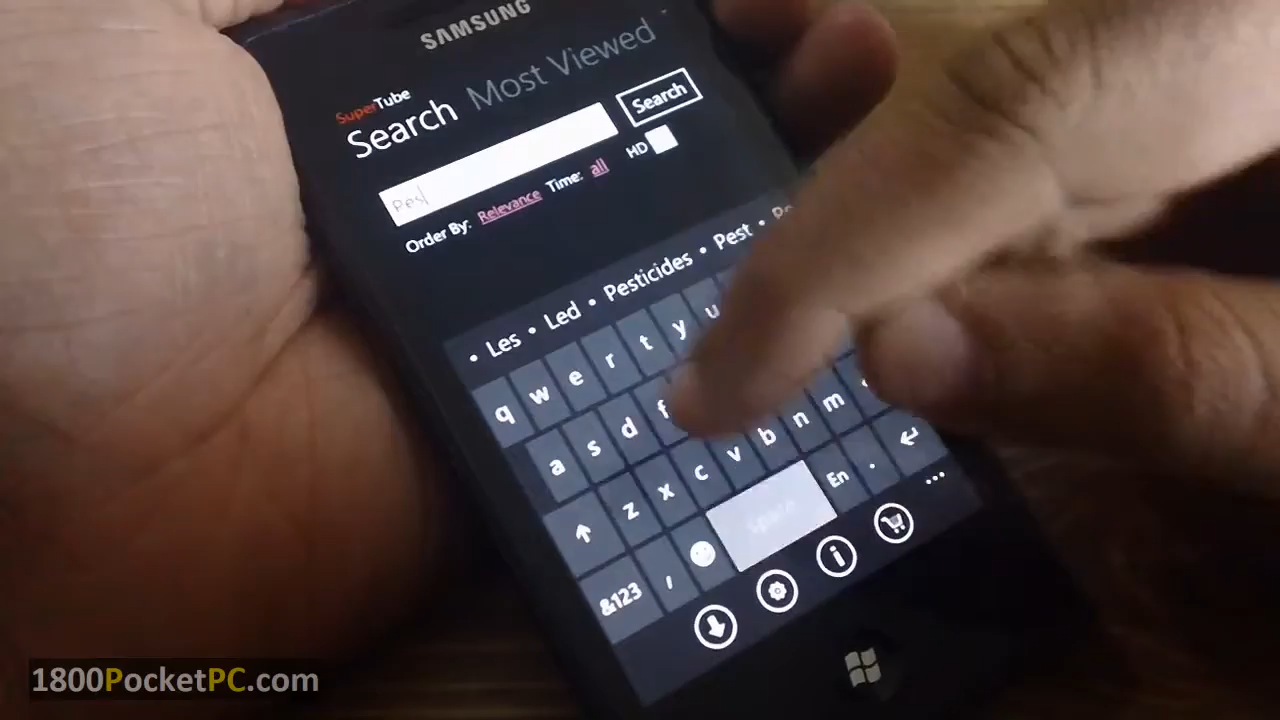 SAMSUNG
SuperTube
Search Most Viewed
Pes
Search
Order By: Relevance Time: all HD
• Les • Led • Pesticides • Pest •
q w e r t y u
a s d f
z x c v b n m
&123 , Space En .
1800PocketPC.com